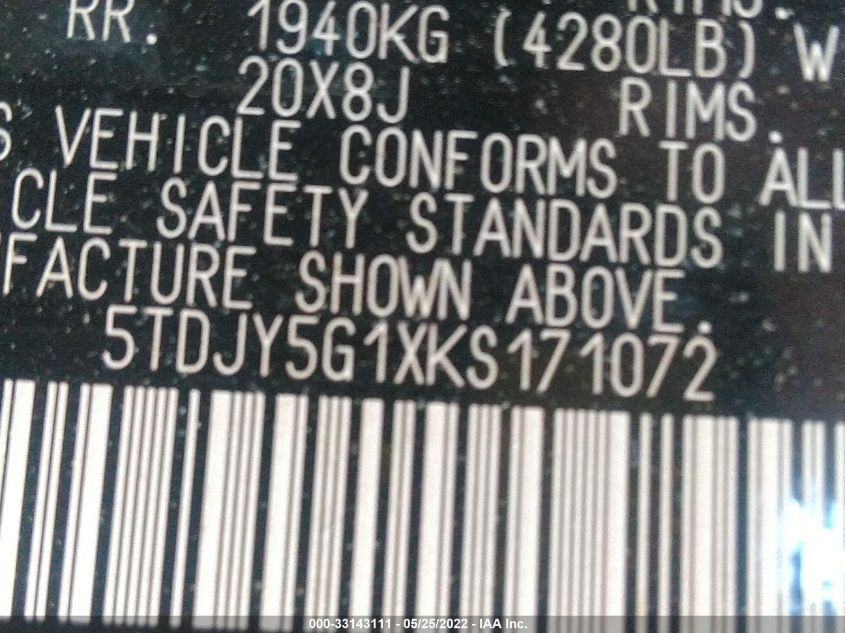 RIMS.
RR. 1940KG (4280LB) W
20X8J RIMS.
S VEHICLE CONFORMS TO ALL
CLE SAFETY STANDARDS IN
FACTURE SHOWN ABOVE.
5TDJY5G1XKS171072
000-33143111 - 05/25/2022 - IAA Inc.